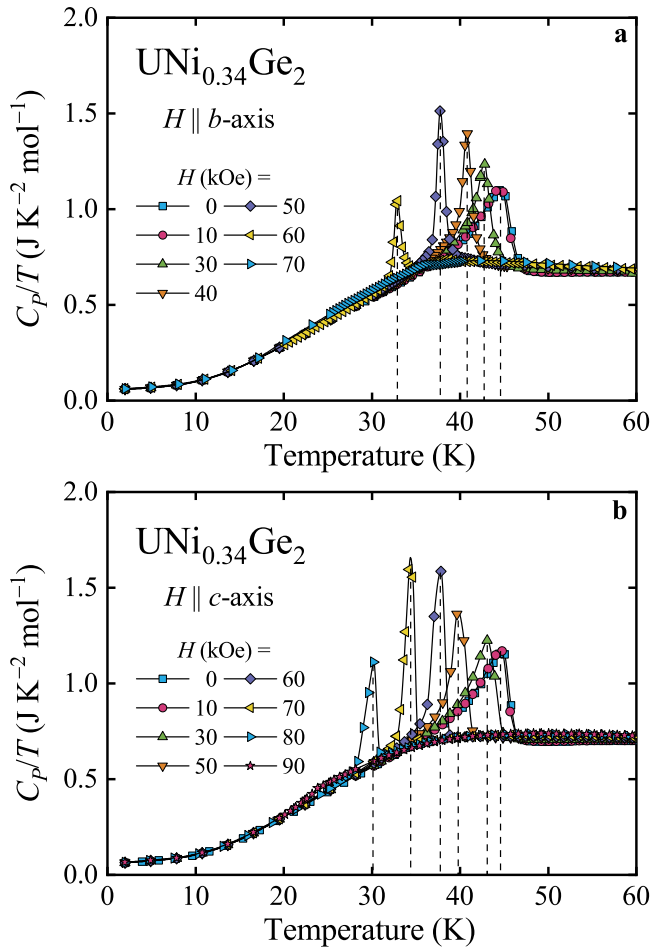 a
UNi0.34Ge2
H || b-axis
H (kOe) =
0 50
10 60
30 70
40
2.0
1.5
1.0
0.5
0.0
CP/T (J K−2 mol−1)
0 10 20 30 40 50 60
Temperature (K)
b
UNi0.34Ge2
H || c-axis
H (kOe) =
0 60
10 70
30 80
50 90
2.0
1.5
1.0
0.5
0.0
CP/T (J K−2 mol−1)
0 10 20 30 40 50 60
Temperature (K)